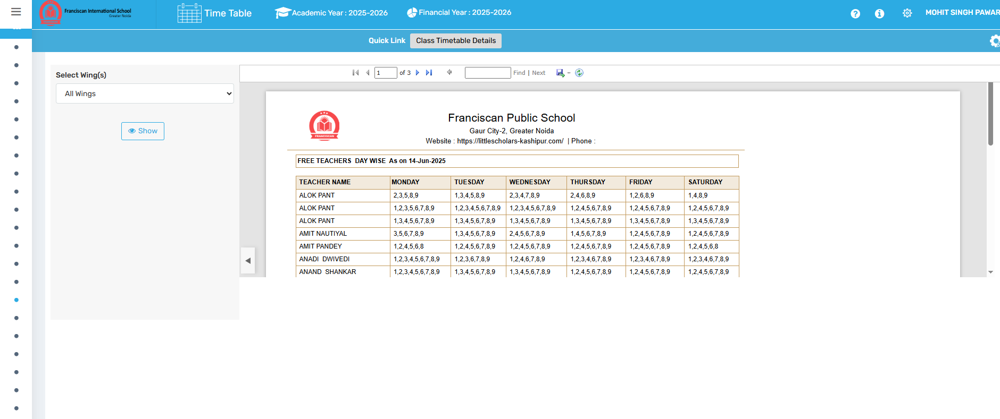 Franciscan International School
Greater Noida
Time Table
Academic Year : 2025-2026
Financial Year : 2025-2026
MOHIT SINGH PAWAR
Quick Link
Class Timetable Details
Select Wing(s)
All Wings
Show
1 of 3
Find | Next
FRANCISCAN
Franciscan Public School
Gaur City-2, Greater Noida
Website : https://littlescholars-kashipur.com/ | Phone :
FREE TEACHERS DAY WISE As on 14-Jun-2025
TEACHER NAME MONDAY TUESDAY WEDNESDAY THURSDAY FRIDAY SATURDAY
ALOK PANT 2,3,5,8,9 1,3,4,5,8,9 2,3,4,7,8,9 2,4,6,8,9 1,2,6,8,9 1,4,8,9
ALOK PANT 1,2,3,5,6,7,8,9 1,2,3,4,5,6,7,8,9 1,2,3,4,5,6,7,8,9 1,2,4,5,6,7,8,9 1,2,4,5,6,7,8,9 1,2,4,5,6,7,8,9
ALOK PANT 1,3,4,5,6,7,8,9 1,3,4,5,6,7,8,9 1,3,4,5,6,7,8,9 1,3,4,5,6,7,8,9 1,3,4,5,6,7,8,9 1,3,4,5,6,7,8,9
AMIT NAUTIYAL 3,5,6,7,8,9 1,3,4,5,6,7,8,9 2,4,5,6,7,8,9 1,4,5,6,7,8,9 1,2,4,5,6,7,8,9 1,2,4,5,6,7,8,9
AMIT PANDEY 1,2,4,5,6,8 1,2,4,5,6,7,8,9 1,2,4,5,6,7,8,9 1,2,4,5,6,7,8,9 1,2,4,5,6,7,8,9 1,2,4,5,6,8
ANADI DWIVEDI 1,2,3,4,5,6,7,8,9 1,2,3,6,7,8,9 1,2,4,6,7,8,9 1,2,3,4,6,7,8,9 1,2,3,4,6,7,8,9 1,2,3,4,6,7,8,9
ANAND SHANKAR 1,2,3,4,5,6,7,8,9 1,3,4,5,6,7,8,9 1,3,4,5,6,7,8,9 1,2,4,5,6,7,8,9 1,2,4,5,6,7,8,9 1,2,4,5,6,7,8,9